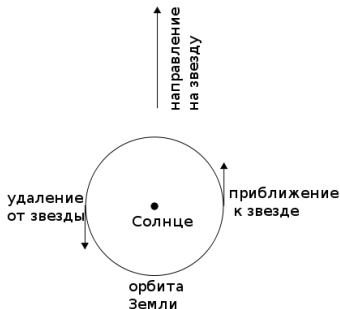 направление
на звезду
удаление
от звезды
приближение
к звезде
Солнце
орбита
Земли